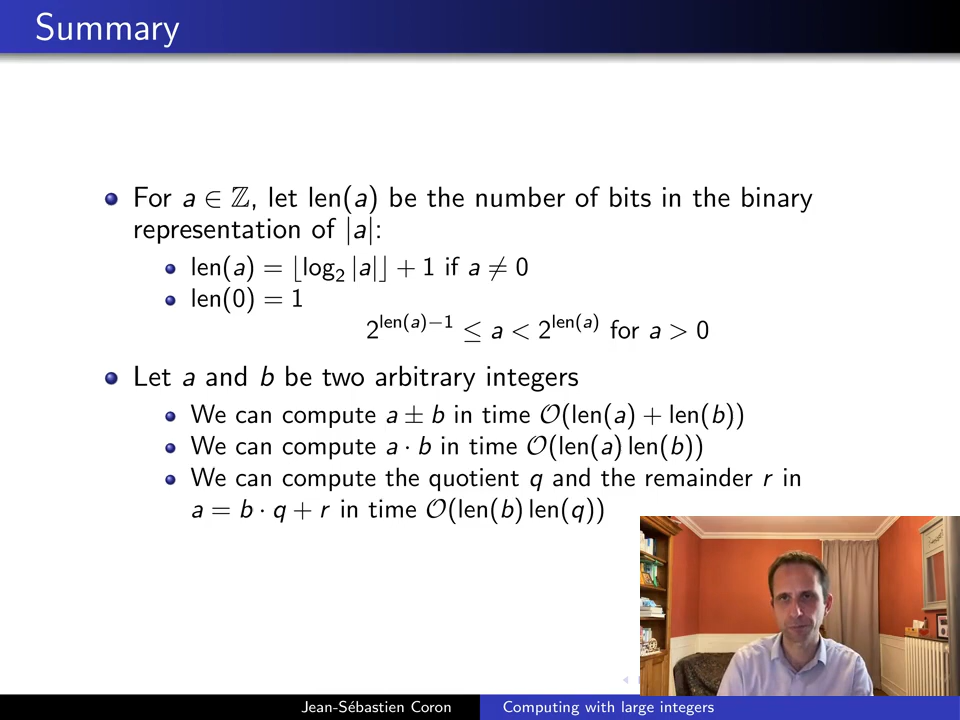 Summary
For a ∈ ℤ, let len(a) be the number of bits in the binary
representation of |a|:
len(a) = ⌊log₂ |a|⌋ + 1 if a ≠ 0
len(0) = 1
2^{len(a)−1} ≤ a < 2^{len(a)} for a > 0
Let a and b be two arbitrary integers
We can compute a ± b in time 𝒪(len(a) + len(b))
We can compute a · b in time 𝒪(len(a) len(b))
We can compute the quotient q and the remainder r in
a = b · q + r in time 𝒪(len(b) len(q))
Jean-Sébastien Coron Computing with large integers